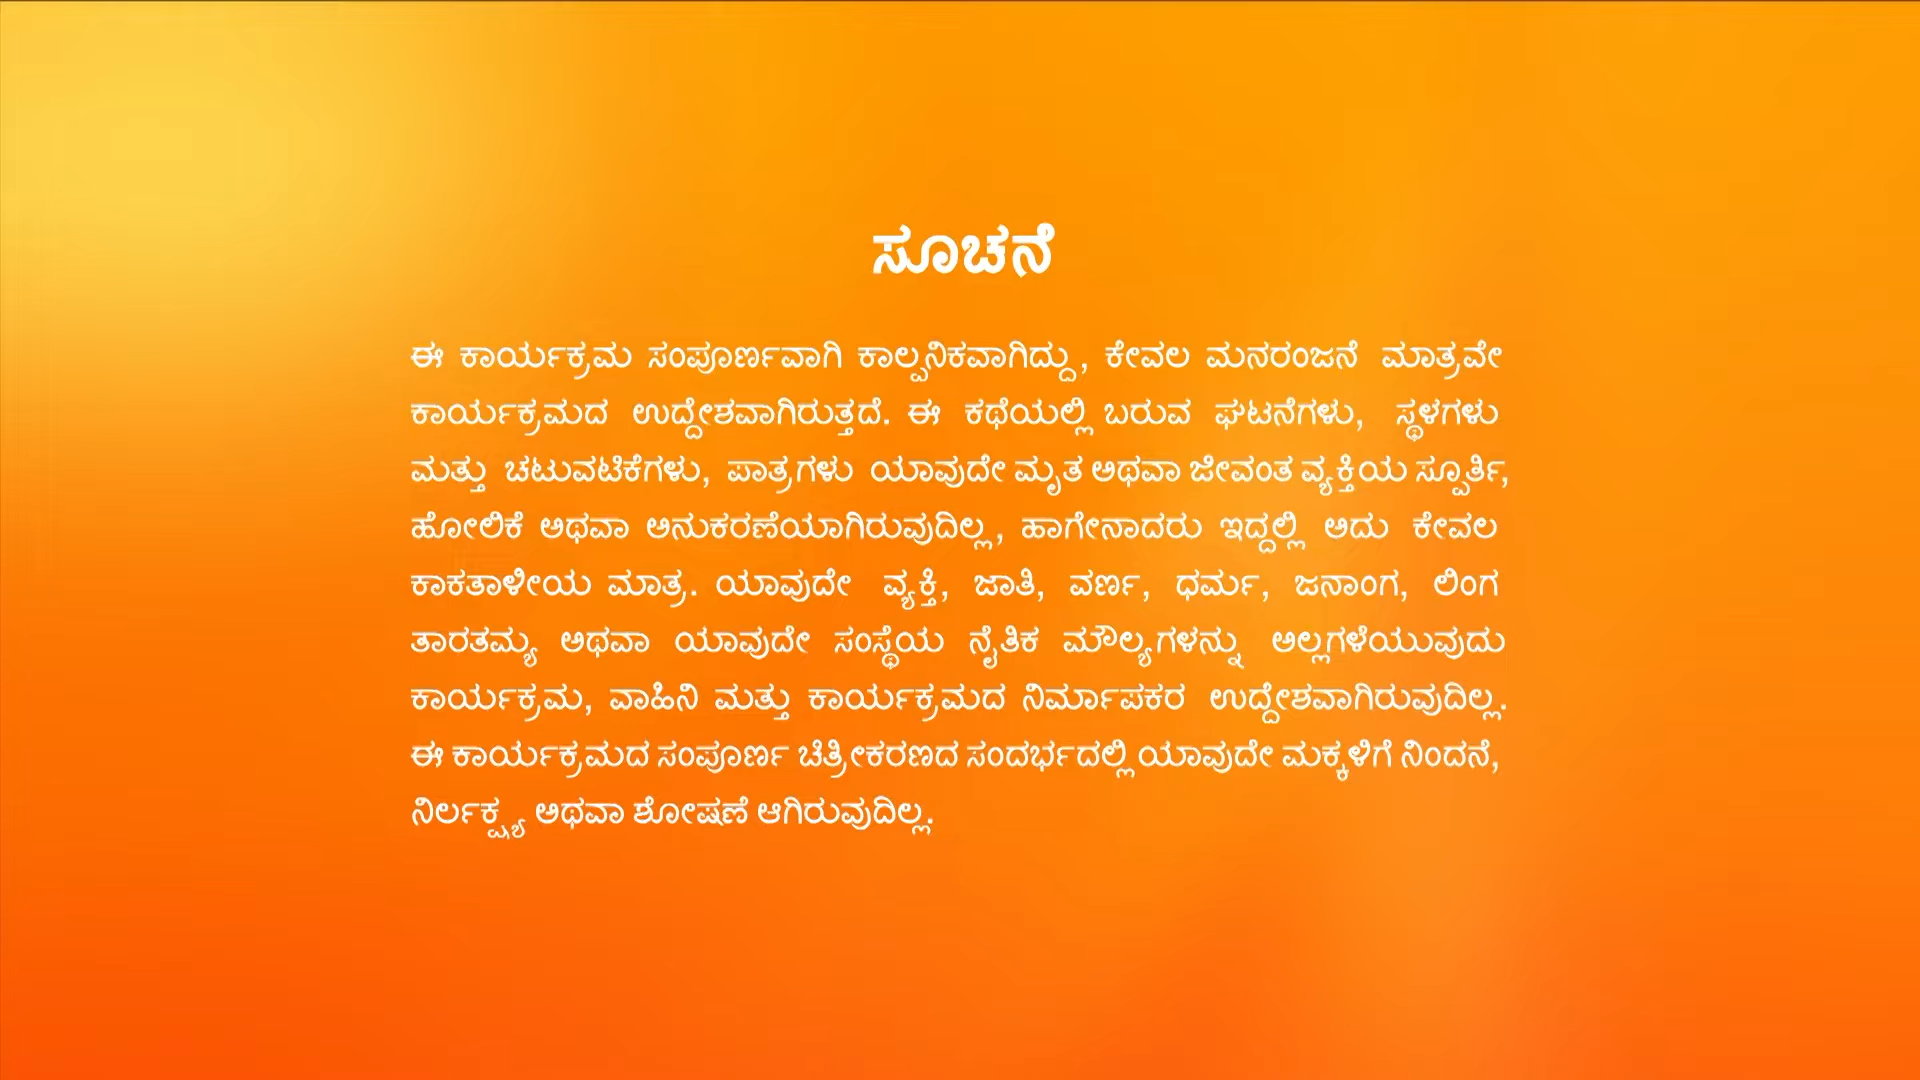 ಸೂಚನೆ
ಈ ಕಾರ್ಯಕ್ರಮ ಸಂಪೂರ್ಣವಾಗಿ ಕಾಲ್ಪನಿಕವಾಗಿದ್ದು, ಕೇವಲ ಮನರಂಜನೆ ಮಾತ್ರವೇ
ಕಾರ್ಯಕ್ರಮದ ಉದ್ದೇಶವಾಗಿರುತ್ತದೆ. ಈ ಕಥೆಯಲ್ಲಿ ಬರುವ ಘಟನೆಗಳು, ಸ್ಥಳಗಳು
ಮತ್ತು ಚಟುವಟಿಕೆಗಳು, ಪಾತ್ರಗಳು ಯಾವುದೇ ಮೃತ ಅಥವಾ ಜೀವಂತ ವ್ಯಕ್ತಿಯ ಸ್ಪೂರ್ತಿ,
ಹೋಲಿಕೆ ಅಥವಾ ಅನುಕರಣೆಯಾಗಿರುವುದಿಲ್ಲ, ಹಾಗೇನಾದರು ಇದ್ದಲ್ಲಿ ಅದು ಕೇವಲ
ಕಾಕತಾಳೀಯ ಮಾತ್ರ. ಯಾವುದೇ ವ್ಯಕ್ತಿ, ಜಾತಿ, ವರ್ಣ, ಧರ್ಮ, ಜನಾಂಗ, ಲಿಂಗ
ತಾರತಮ್ಯ ಅಥವಾ ಯಾವುದೇ ಸಂಸ್ಥೆಯ ನೈತಿಕ ಮೌಲ್ಯಗಳನ್ನು ಅಲ್ಲಗಳೆಯುವುದು
ಕಾರ್ಯಕ್ರಮ, ವಾಹಿನಿ ಮತ್ತು ಕಾರ್ಯಕ್ರಮದ ನಿರ್ಮಾಪಕರ ಉದ್ದೇಶವಾಗಿರುವುದಿಲ್ಲ.
ಈ ಕಾರ್ಯಕ್ರಮದ ಸಂಪೂರ್ಣ ಚಿತ್ರೀಕರಣದ ಸಂದರ್ಭದಲ್ಲಿ ಯಾವುದೇ ಮಕ್ಕಳಿಗೆ ನಿಂದನೆ,
ನಿರ್ಲಕ್ಷ್ಯ ಅಥವಾ ಶೋಷಣೆ ಆಗಿರುವುದಿಲ್ಲ.